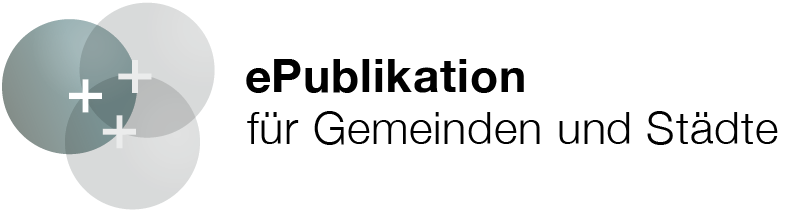 ePublikation
für Gemeinden und Städte